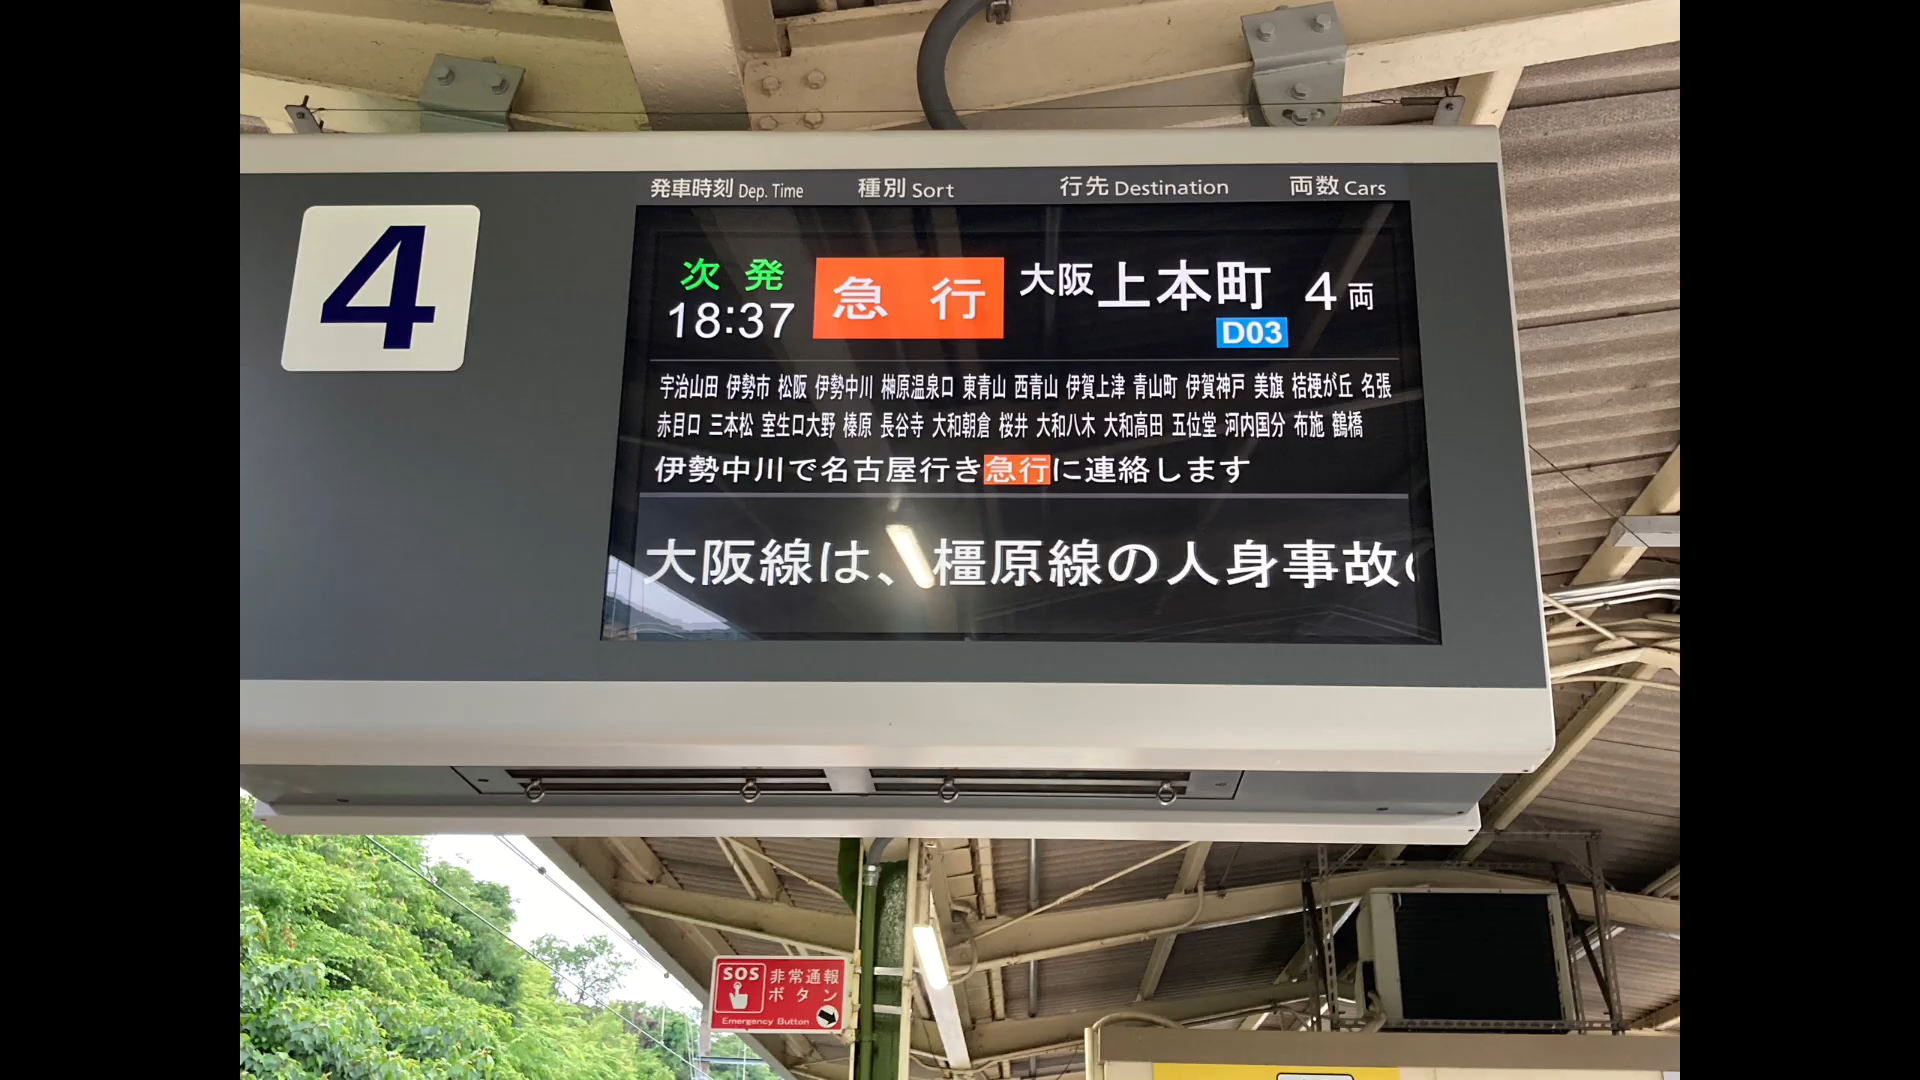 4
発車時刻 Dep. Time 種別 Sort 行先 Destination 両数 Cars
次発
18:37 急行 大阪上本町 4両
D03
宇治山田 伊勢市 松阪 伊勢中川 榊原温泉口 東青山 西青山 伊賀上津 青山町 伊賀神戸 美旗 桔梗が丘 名張
赤目口 三本松 室生口大野 榛原 長谷寺 大和朝倉 桜井 大和八木 大和高田 五位堂 河内国分 布施 鶴橋
伊勢中川で名古屋行き急行に連絡します
大阪線は、橿原線の人身事故
SOS 非常通報
ボタン
Emergency Button